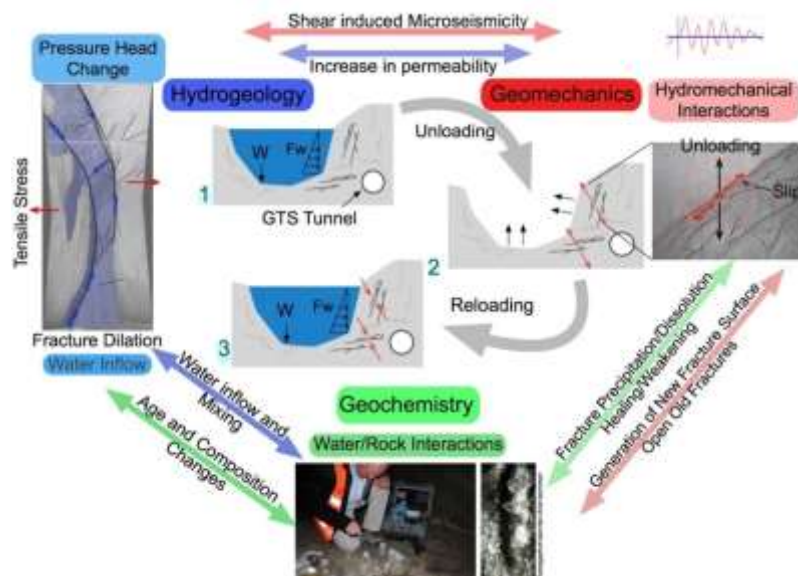 Shear induced Microseismicity
Increase in permeability
Pressure Head
Change
Hydrogeology
Geomechanics
Hydromechanical
Interactions
Tensile Stress
W
Fw
1
GTS Tunnel
Unloading
2
Unloading
Slip
Reloading
W
Fw
3
Fracture Dilation
Water Inflow
Water inflow and
Mixing
Age and Composition
Changes
Geochemistry
Water/Rock Interactions
Fracture Precipitation/Dissolution
Healing/Weakening
Generation of New Fracture Surface
Open Old Fractures